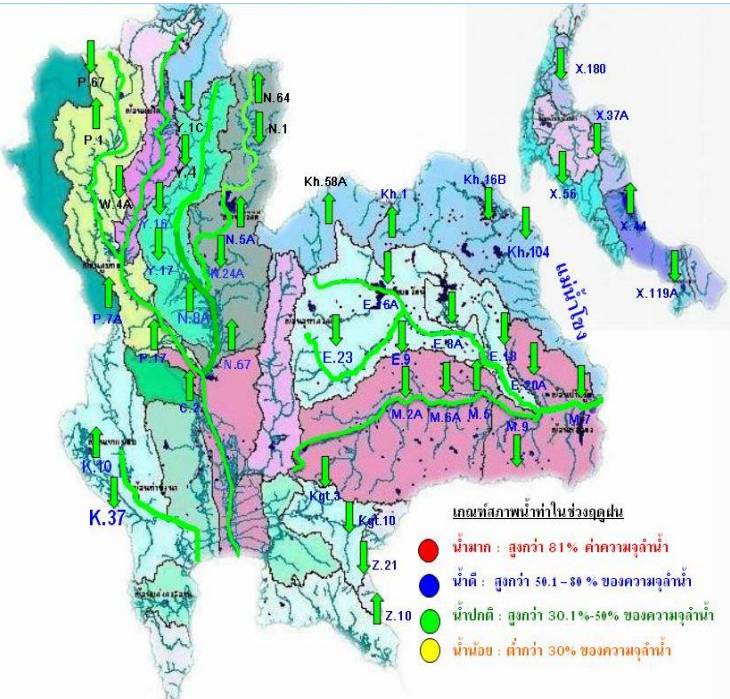 X.180
P.67
N.64
P.1
X.37A
Y.1C
N.1
Y.4
Kh.58A
Kh.1
Kh.16B
X.56
W.4A
Y.16
X.44
N.5A
Kh.104
Y.17
N.24A
X.119A
แม่น้ำโขง
P.7A
E.16A
N.8A
E.8A
P.17
E.23
E.9
E.18
N.67
E.20A
C.2
M.2A
M.6A
M.5
M.9
M.7
K.10
Kgt.3
K.37
Kgt.10
เกณฑ์สภาพน้ำท่าในช่วงฤดูฝน
น้ำมาก : สูงกว่า 81% ค่าความจุลำน้ำ
Z.21
น้ำดี : สูงกว่า 50.1 - 80 % ของความจุลำน้ำ
Z.10
น้ำปกติ : สูงกว่า 30.1%-50% ของความจุลำน้ำ
น้ำน้อย : ต่ำกว่า 30% ของความจุลำน้ำ